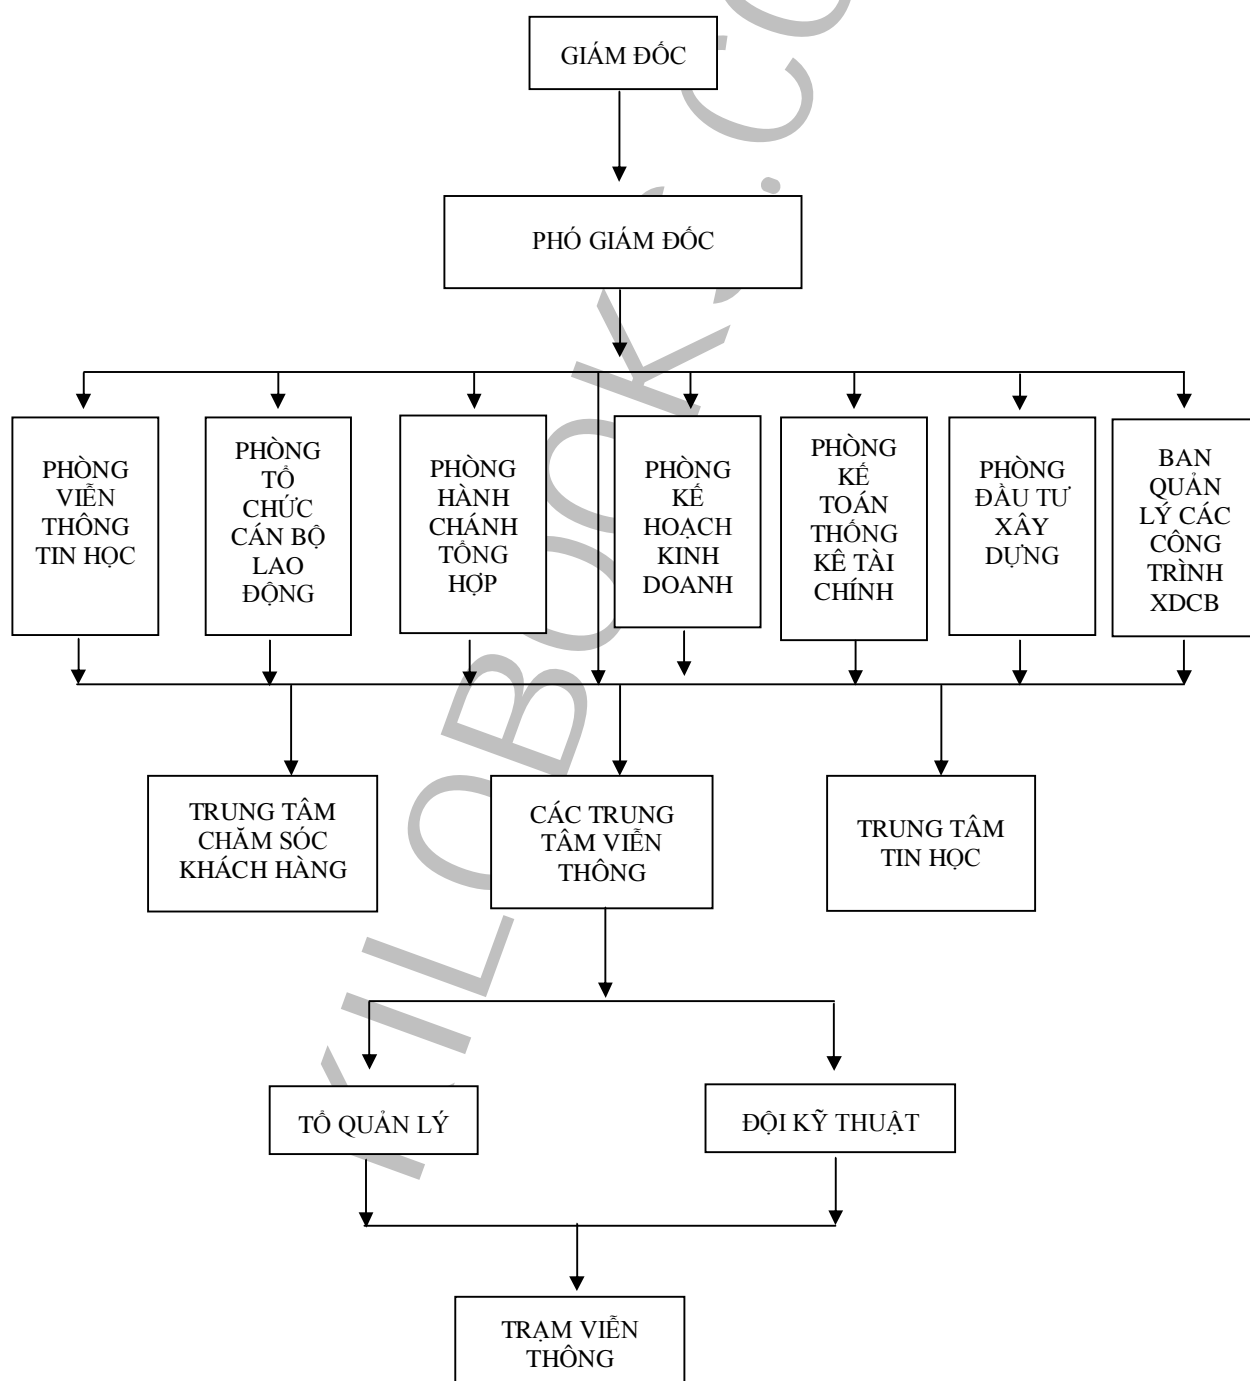 GIÁM ĐỐC
PHÓ GIÁM ĐỐC
PHÒNG
VIỄN
THÔNG
TIN HỌC
PHÒNG
TỔ
CHỨC
CÁN BỘ
LAO
ĐỘNG
PHÒNG
HÀNH
CHÁNH
TỔNG
HỢP
PHÒNG
KẾ
HOẠCH
KINH
DOANH
PHÒNG
KẾ
TOÁN
THỐNG
KÊ TÀI
CHÍNH
PHÒNG
ĐẦU TƯ
XÂY
DỰNG
BAN
QUẢN
LÝ CÁC
CÔNG
TRÌNH
XDCB
TRUNG TÂM
CHĂM SÓC
KHÁCH HÀNG
CÁC TRUNG
TÂM VIỄN
THÔNG
TRUNG TÂM
TIN HỌC
TỔ QUẢN LÝ
ĐỘI KỸ THUẬT
TRẠM VIỄN
THÔNG
KILOBOOKS.CO